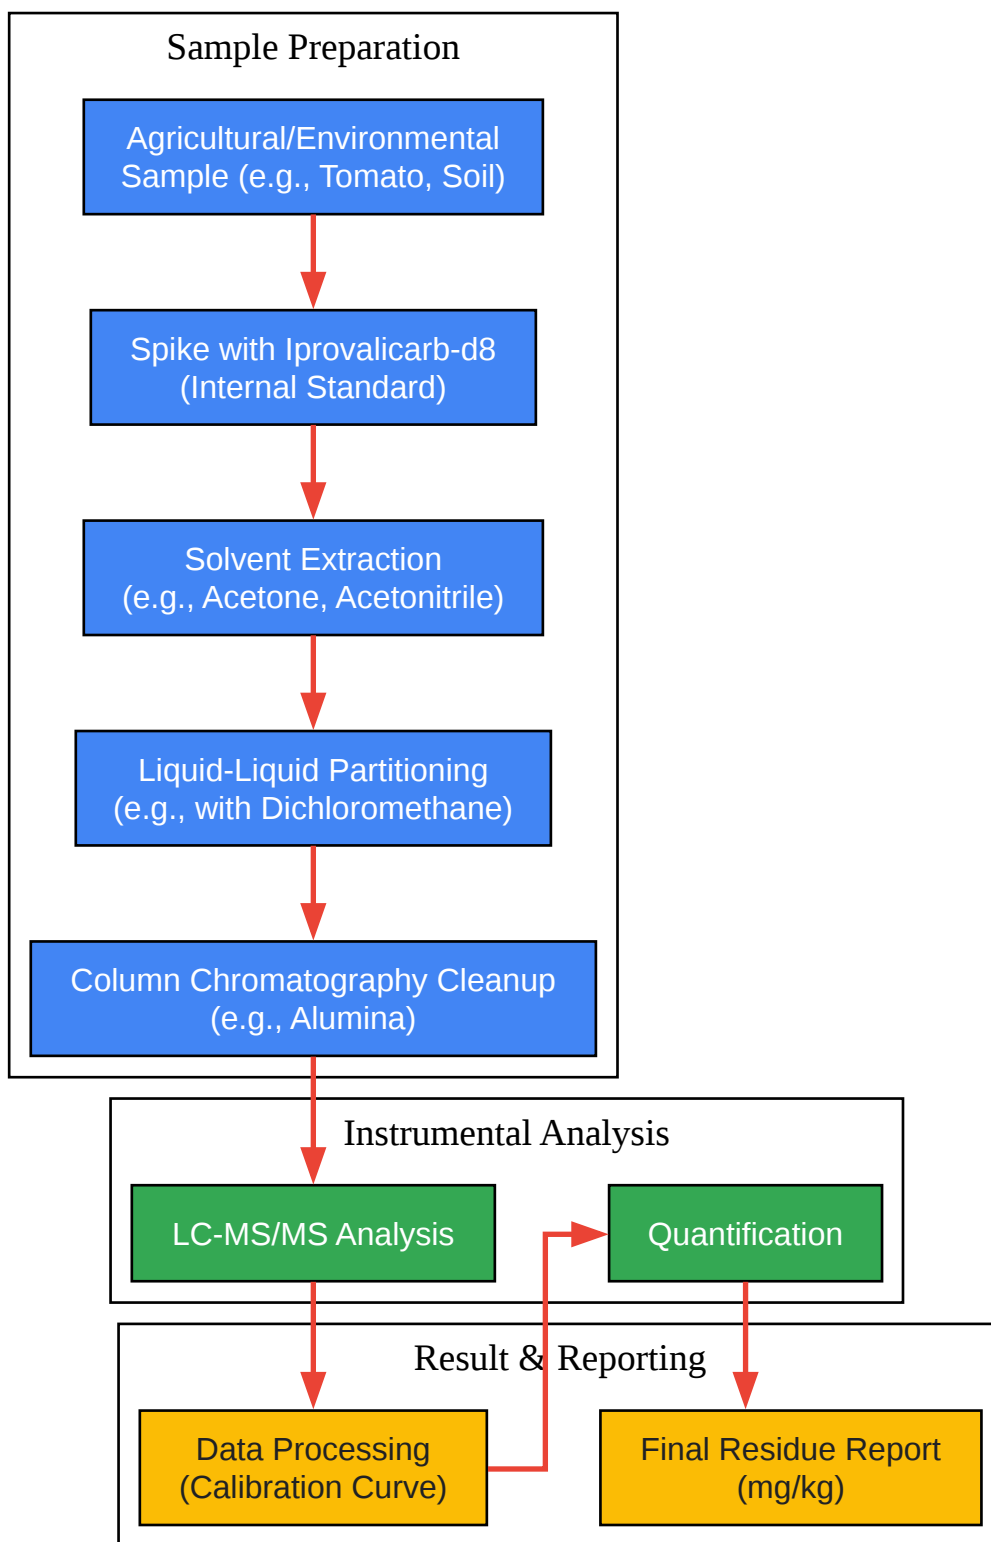 Sample Preparation
Agricultural/Environmental
Sample (e.g., Tomato, Soil)
Spike with Iprovalicarb-d8
(Internal Standard)
Solvent Extraction
(e.g., Acetone, Acetonitrile)
Liquid-Liquid Partitioning
(e.g., with Dichloromethane)
Column Chromatography Cleanup
(e.g., Alumina)
Instrumental Analysis
LC-MS/MS Analysis
Quantification
Result & Reporting
Data Processing
(Calibration Curve)
Final Residue Report
(mg/kg)